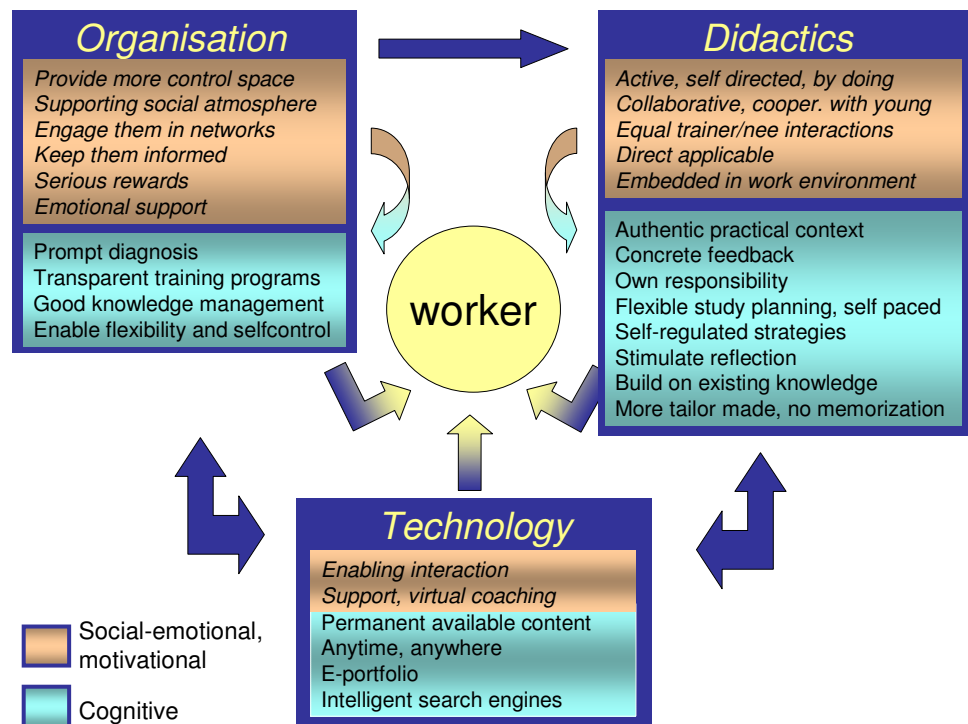 Organisation
Provide more control space
Supporting social atmosphere
Engage them in networks
Keep them informed
Serious rewards
Emotional support
Prompt diagnosis
Transparent training programs
Good knowledge management
Enable flexibility and selfcontrol
Didactics
Active, self directed, by doing
Collaborative, cooper. with young
Equal trainer/nee interactions
Direct applicable
Embedded in work environment
Authentic practical context
Concrete feedback
Own responsibility
Flexible study planning, self paced
Self-regulated strategies
Stimulate reflection
Build on existing knowledge
More tailor made, no memorization
worker
Technology
Enabling interaction
Support, virtual coaching
Permanent available content
Anytime, anywhere
E-portfolio
Intelligent search engines
Social-emotional,
motivational
Cognitive